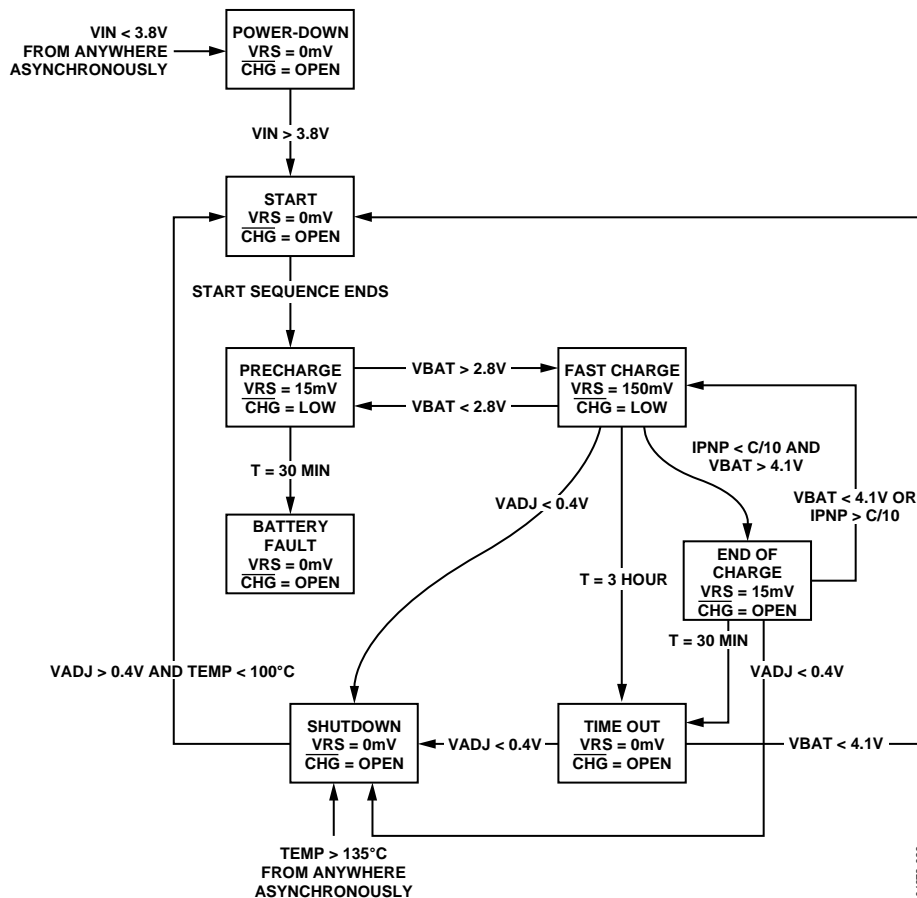 VIN < 3.8V
FROM ANYWHERE
ASYNCHRONOUSLY
POWER-DOWN
VRS = 0mV
CHG = OPEN
VIN > 3.8V
START
VRS = 0mV
CHG = OPEN
START SEQUENCE ENDS
PRECHARGE
VRS = 15mV
CHG = LOW
VBAT > 2.8V
VBAT < 2.8V
FAST CHARGE
VRS = 150mV
CHG = LOW
T = 30 MIN
BATTERY
FAULT
VRS = 0mV
CHG = OPEN
VADJ < 0.4V
IPNP < C/10 AND
VBAT > 4.1V
VBAT < 4.1V OR
IPNP > C/10
T = 3 HOUR
END OF
CHARGE
VRS = 15mV
CHG = OPEN
T = 30 MIN
VADJ < 0.4V
VADJ > 0.4V AND TEMP < 100°C
SHUTDOWN
VRS = 0mV
CHG = OPEN
VADJ < 0.4V
TIME OUT
VRS = 0mV
CHG = OPEN
VBAT < 4.1V
TEMP > 135°C
FROM ANYWHERE
ASYNCHRONOUSLY